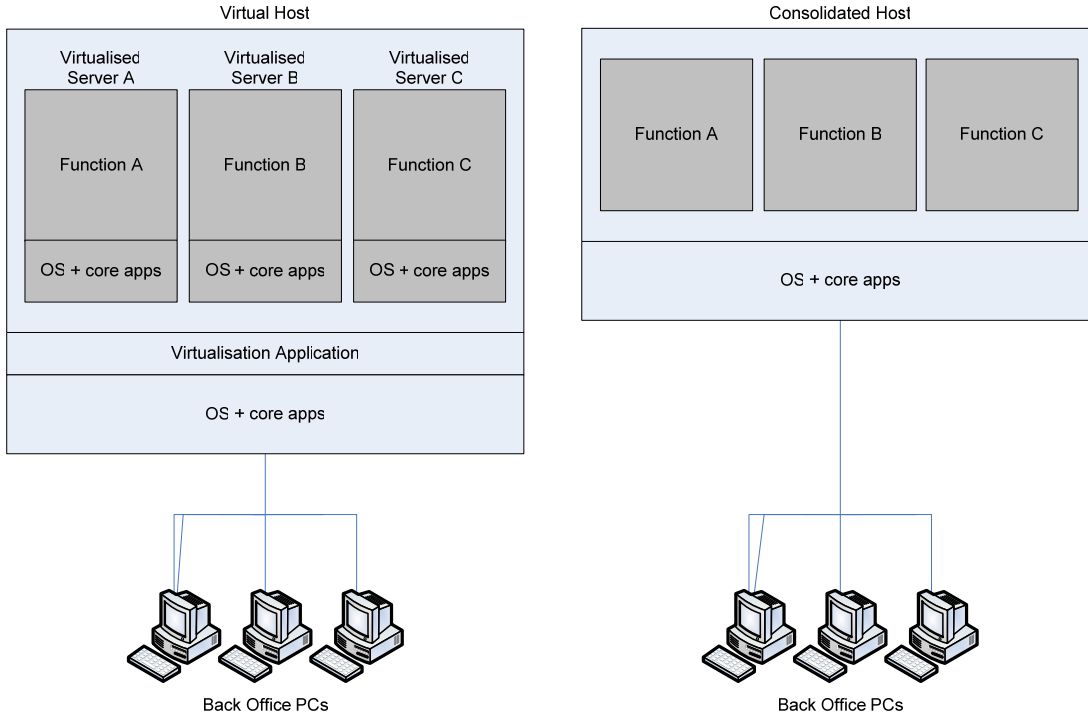 Virtual Host
Virtualised
Server A
Virtualised
Server B
Virtualised
Server C
Function A
Function B
Function C
OS + core apps
OS + core apps
OS + core apps
Virtualisation Application
OS + core apps
Back Office PCs
Consolidated Host
Function A
Function B
Function C
OS + core apps
Back Office PCs